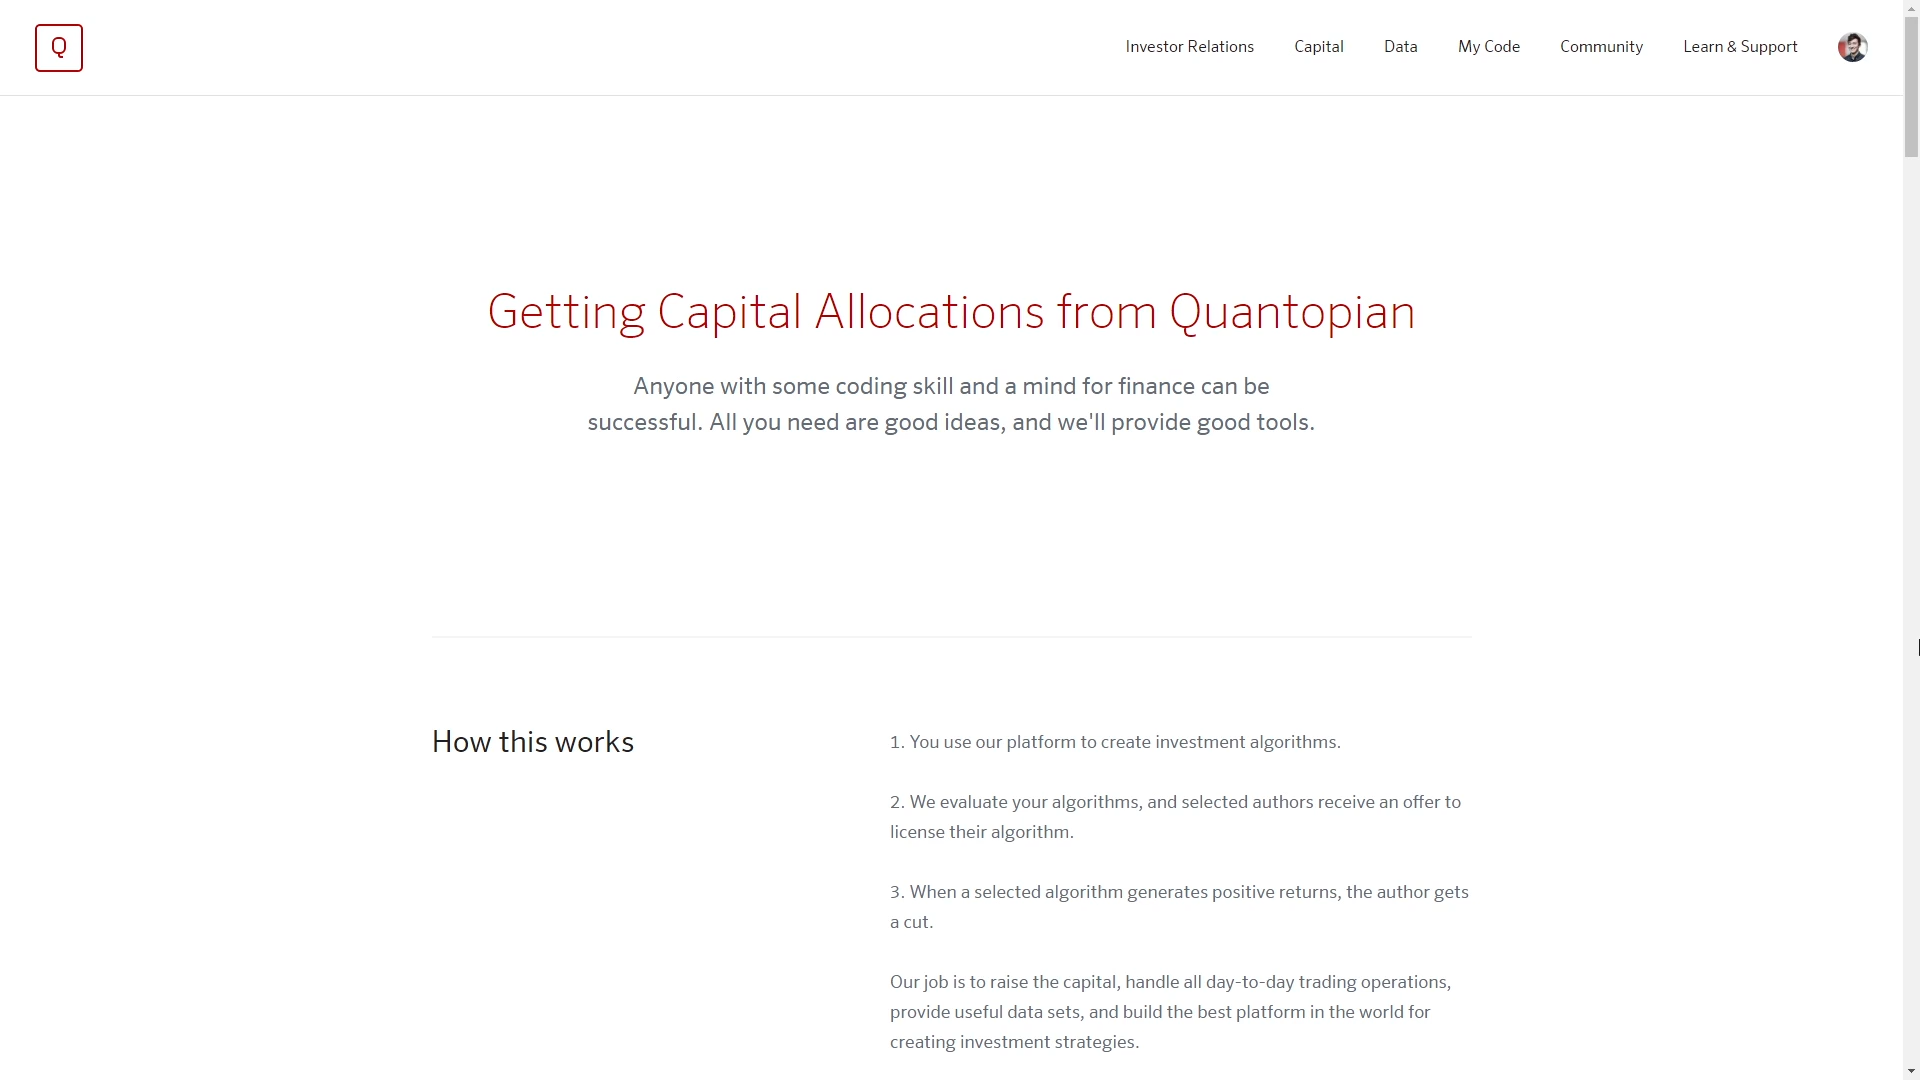 Q
Investor Relations
Capital
Data
My Code
Community
Learn & Support
Getting Capital Allocations from Quantopian
Anyone with some coding skill and a mind for finance can be
successful. All you need are good ideas, and we'll provide good tools.
How this works
1. You use our platform to create investment algorithms.
2. We evaluate your algorithms, and selected authors receive an offer to
license their algorithm.
3. When a selected algorithm generates positive returns, the author gets
a cut.
Our job is to raise the capital, handle all day-to-day trading operations,
provide useful data sets, and build the best platform in the world for
creating investment strategies.